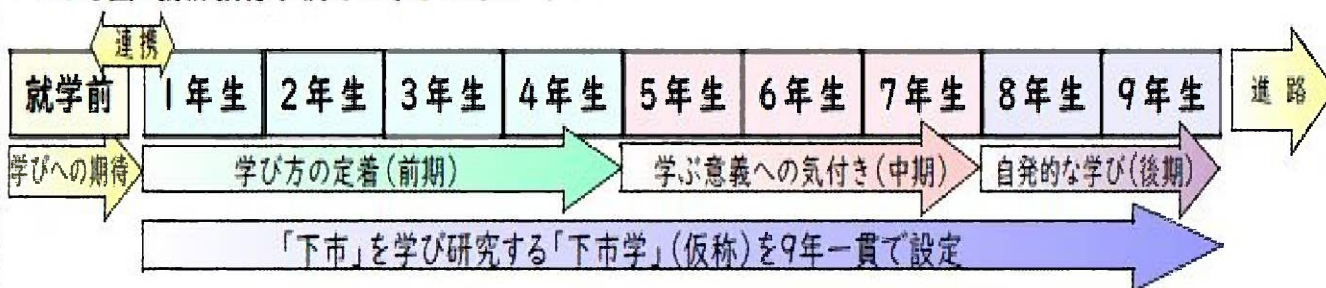 連携
就学前 1年生 2年生 3年生 4年生 5年生 6年生 7年生 8年生 9年生 進路
学びへの期待 学び方の定着(前期) 学ぶ意義への気付き(中期) 自発的な学び(後期)
「下市」を学び研究する「下市学」(仮称)を9年一貫で設定